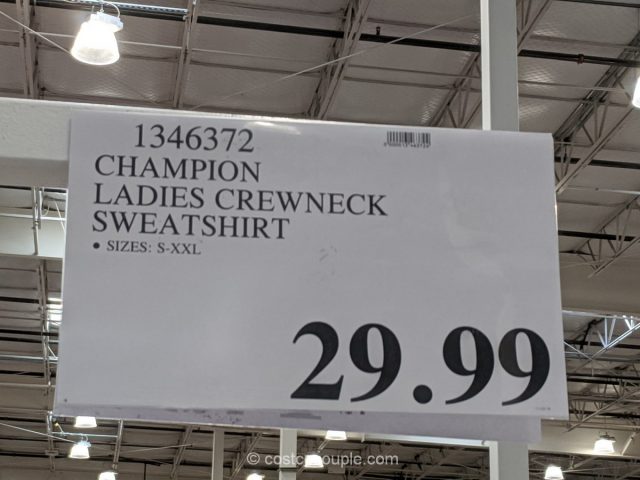 1346372
CHAMPION
LADIES CREWNECK
SWEATSHIRT
• SIZES: S-XXL
29.99
© costcocouple.com